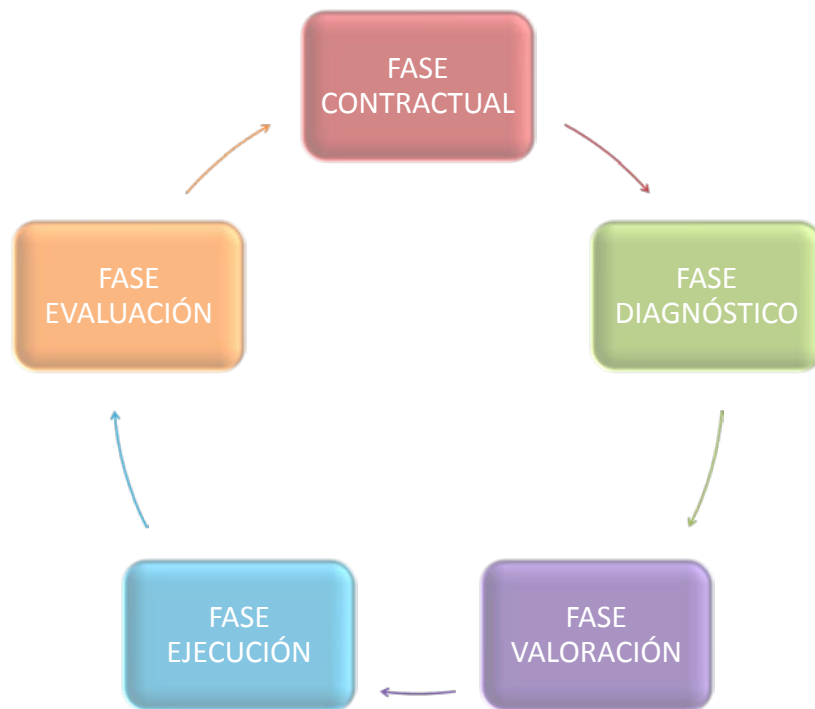 FASE
CONTRACTUAL
FASE
DIAGNÓSTICO
FASE
VALORACIÓN
FASE
EJECUCIÓN
FASE
EVALUACIÓN